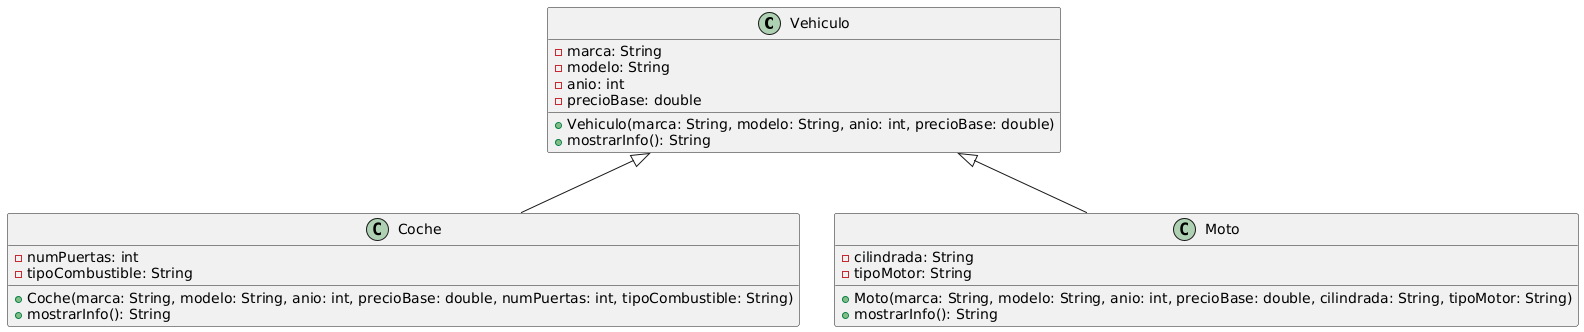 C Vehiculo
marca: String
modelo: String
anio: int
precioBase: double
Vehiculo(marca: String, modelo: String, anio: int, precioBase: double)
mostrarInfo(): String
C Coche
numPuertas: int
tipoCombustible: String
Coche(marca: String, modelo: String, anio: int, precioBase: double, numPuertas: int, tipoCombustible: String)
mostrarInfo(): String
C Moto
cilindrada: String
tipoMotor: String
Moto(marca: String, modelo: String, anio: int, precioBase: double, cilindrada: String, tipoMotor: String)
mostrarInfo(): String